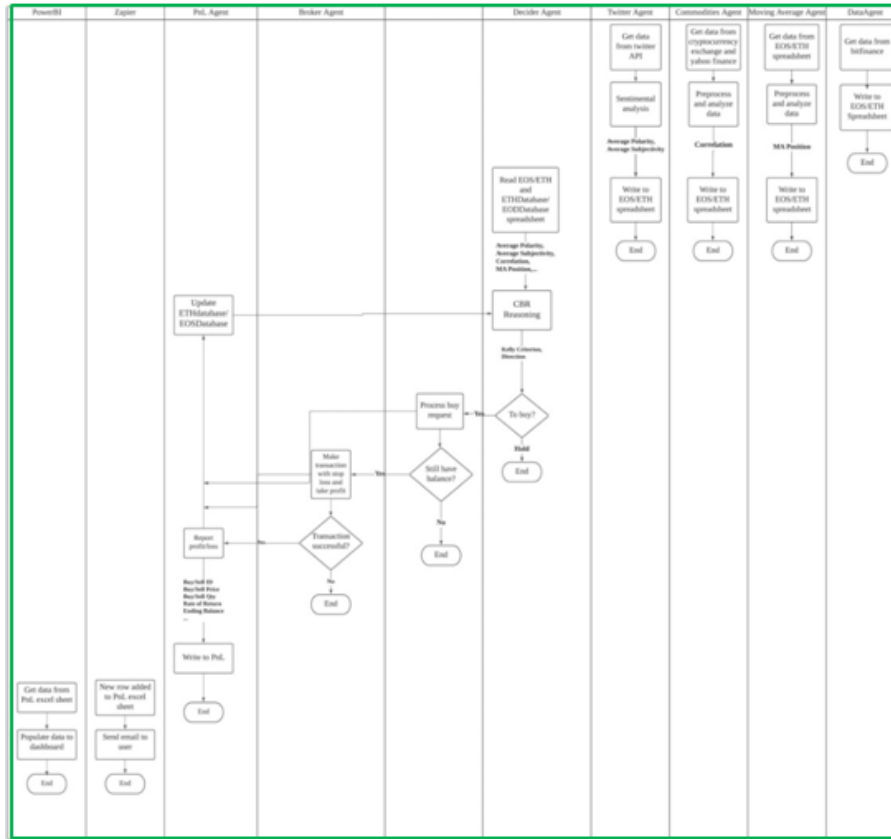 PowerBI
Zapier
PnL Agent
Broker Agent
Decider Agent
Twitter Agent
Commodities Agent
Moving Average Agent
DataAgent
Get data
from twitter
API
Get data from
cryptocurrency
exchange and
yahoo finance
Get data from
EOS/ETH
spreadsheet
Get data from
bitfinance
Sentimental
analysis
Preprocess
and analyze
data
Preprocess
and analyze
data
Write to
EOS/ETH
Spreadsheet
Average Polarity,
Average Subjectivity
Correlation
MA Position
End
Write to
EOS/ETH
spreadsheet
Write to
EOS/ETH
spreadsheet
Write to
EOS/ETH
spreadsheet
End
End
End
Read EOS/ETH
and
ETHDatabase/
EODDatabase
spreadsheet
Average Polarity,
Average Subjectivity,
Correlation,
MA Position,..
Update
ETHdatabase/
EOSDatabase
CBR
Reasoning
Kelly Criterion,
Direction
Process buy
request
Yes
To buy?
Hold
End
Make
transaction
with stop
loss and
take profit
Yes
Still have
balance?
No
End
Report
profit/loss
Yes
Transaction
successful?
No
End
Buy/Sell ID
Buy/Sell Price
Buy/Sell Qty
Rate of Return
Ending Balance
...
Write to PnL
End
Get data from
PnL excel sheet
New row added
to PnL excel
sheet
Populate data to
dashboard
Send email to
user
End
End